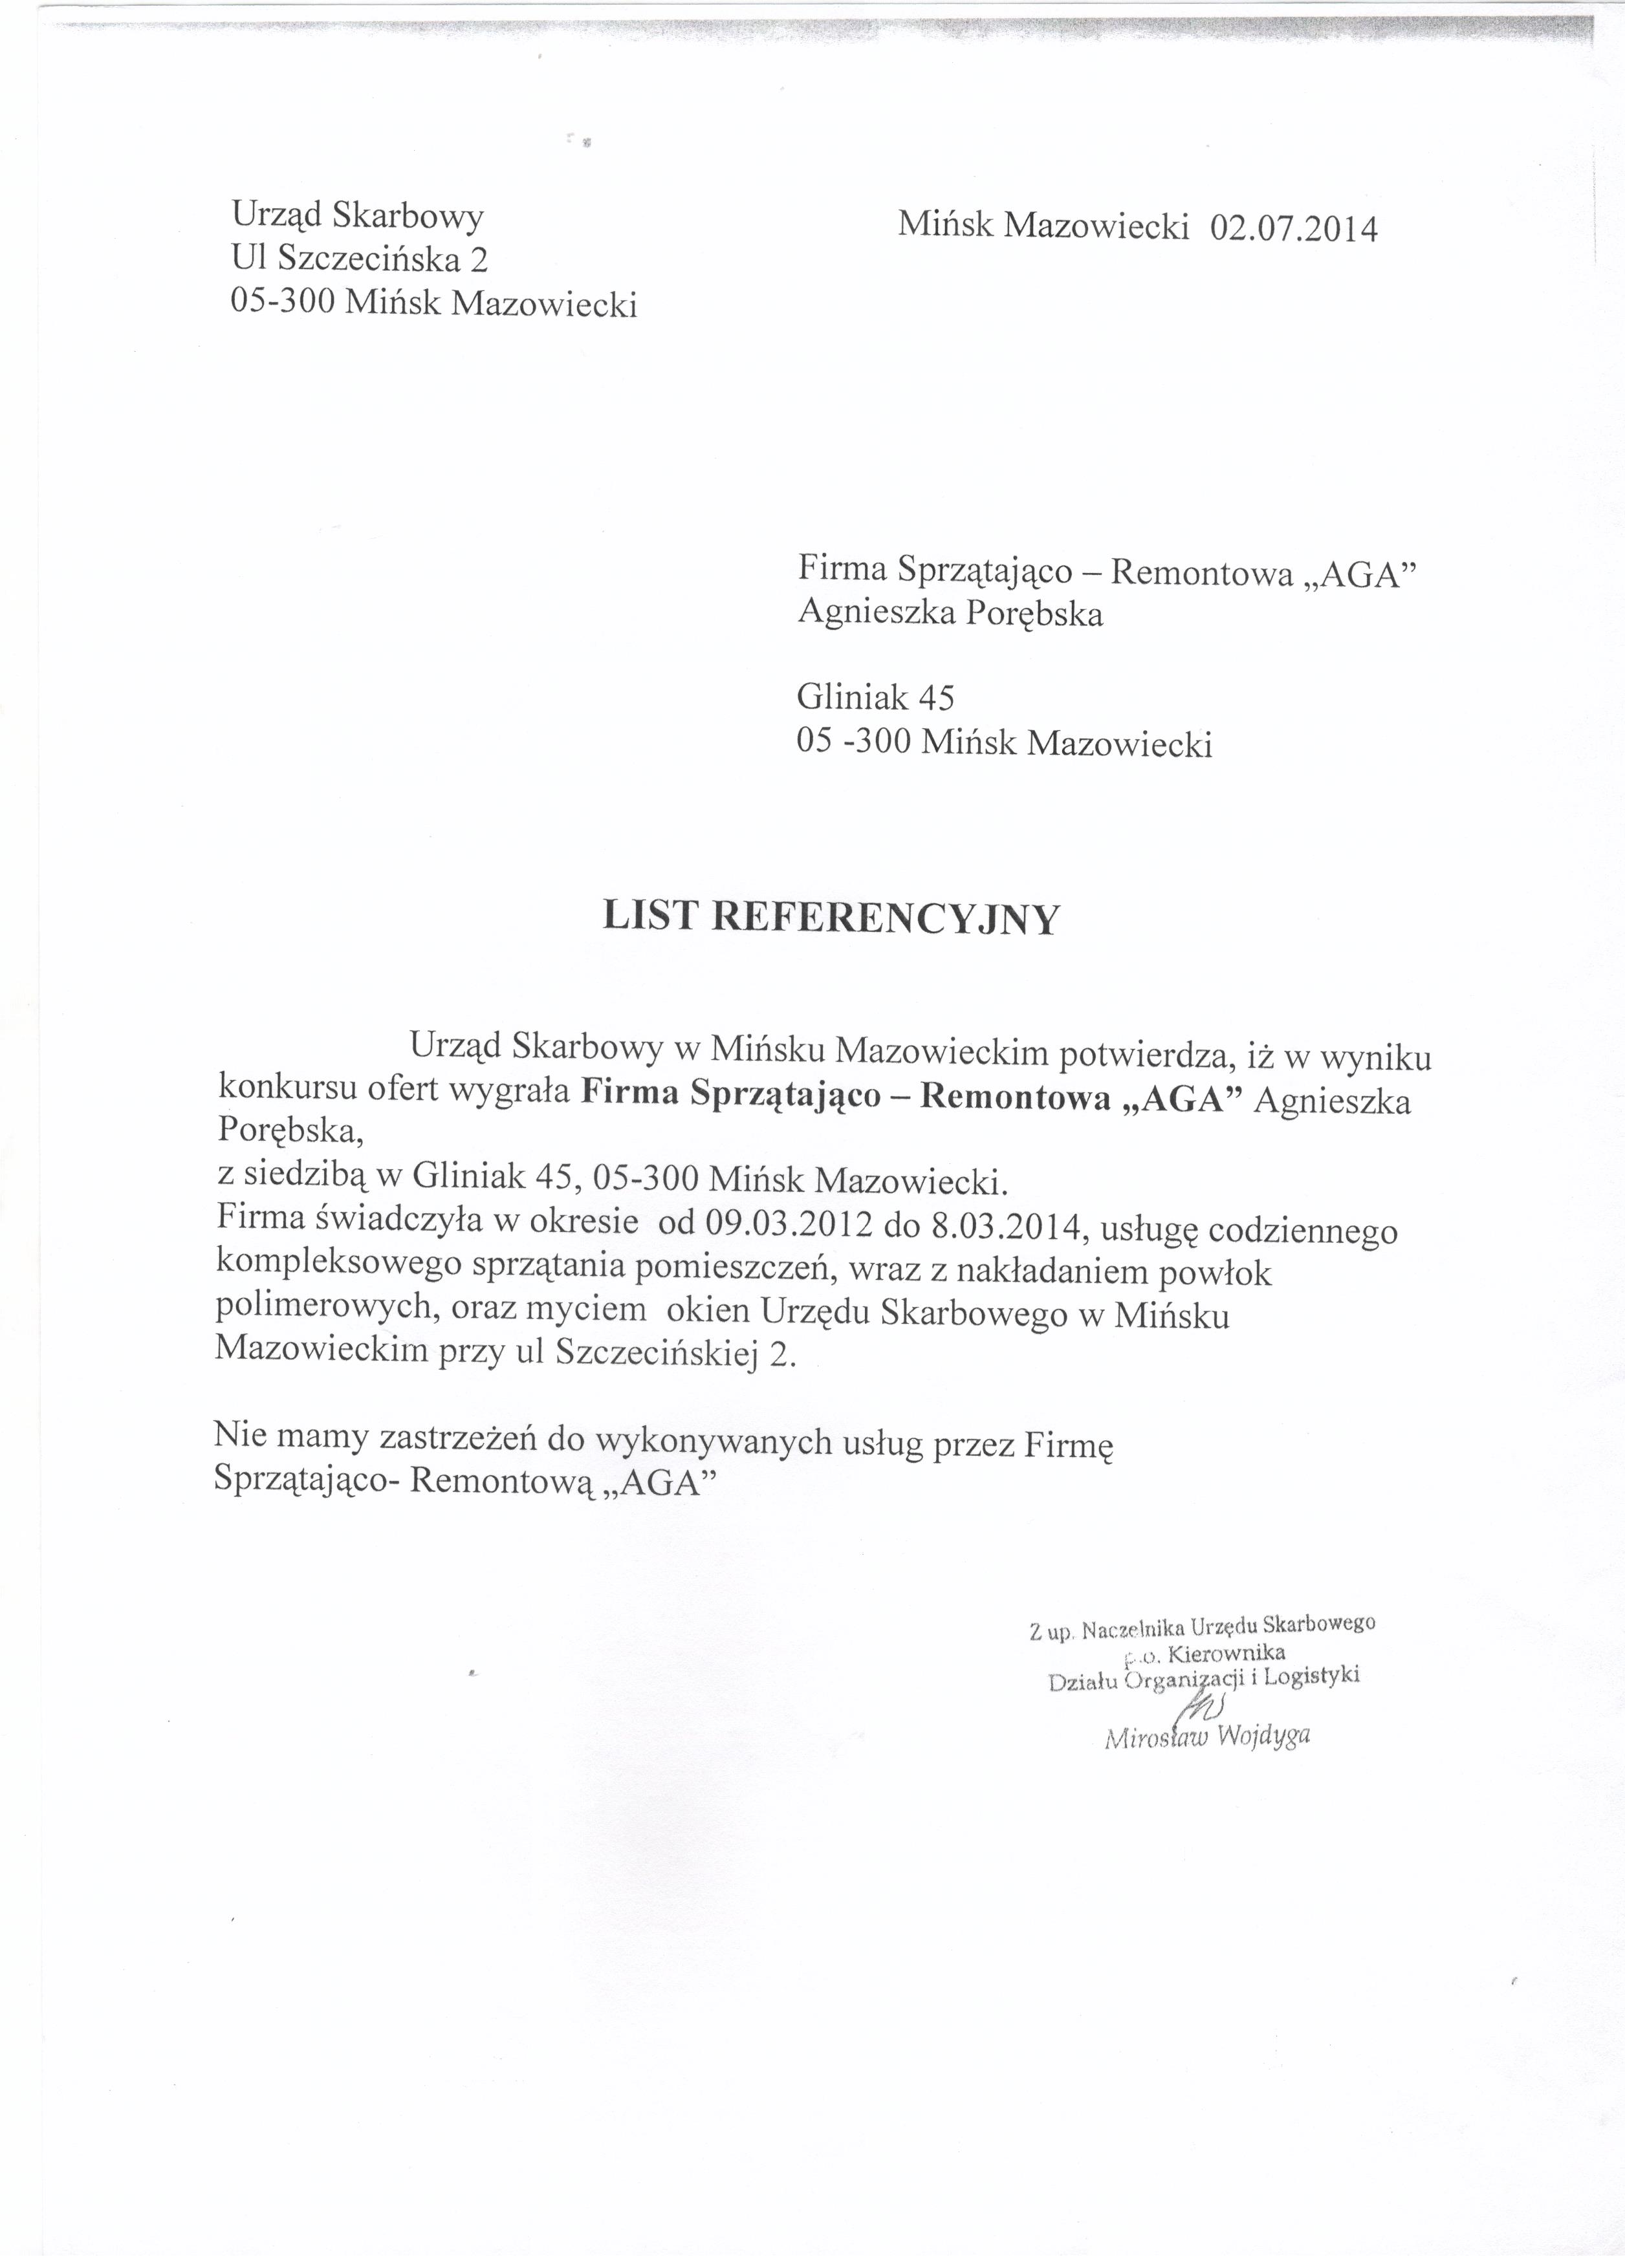 Urząd Skarbowy
Mińsk Mazowiecki 02.07.2014
Ul Szczecińska 2
05-300 Mińsk Mazowiecki
Firma Sprzątająco – Remontowa „AGA”
Agnieszka Porębska
Gliniak 45
05 -300 Mińsk Mazowiecki
LIST REFERENCYJNY
Urząd Skarbowy w Mińsku Mazowieckim potwierdza, iż w wyniku
konkursu ofert wygrała Firma Sprzątająco – Remontowa „AGA” Agnieszka
Porębska,
z siedzibą w Gliniak 45, 05-300 Mińsk Mazowiecki.
Firma świadczyła w okresie od 09.03.2012 do 8.03.2014, usługę codziennego
kompleksowego sprzątania pomieszczeń, wraz z nakładaniem powłok
polimerowych, oraz myciem okien Urzędu Skarbowego w Mińsku
Mazowieckim przy ul Szczecińskiej 2.
Nie mamy zastrzeżeń do wykonywanych usług przez Firmę
Sprzątająco- Remontową „AGA”
Z up. Naczelnika Urzędu Skarbowego
p.o. Kierownika
Działu Organizacji i Logistyki
Mirosław Wojdyga